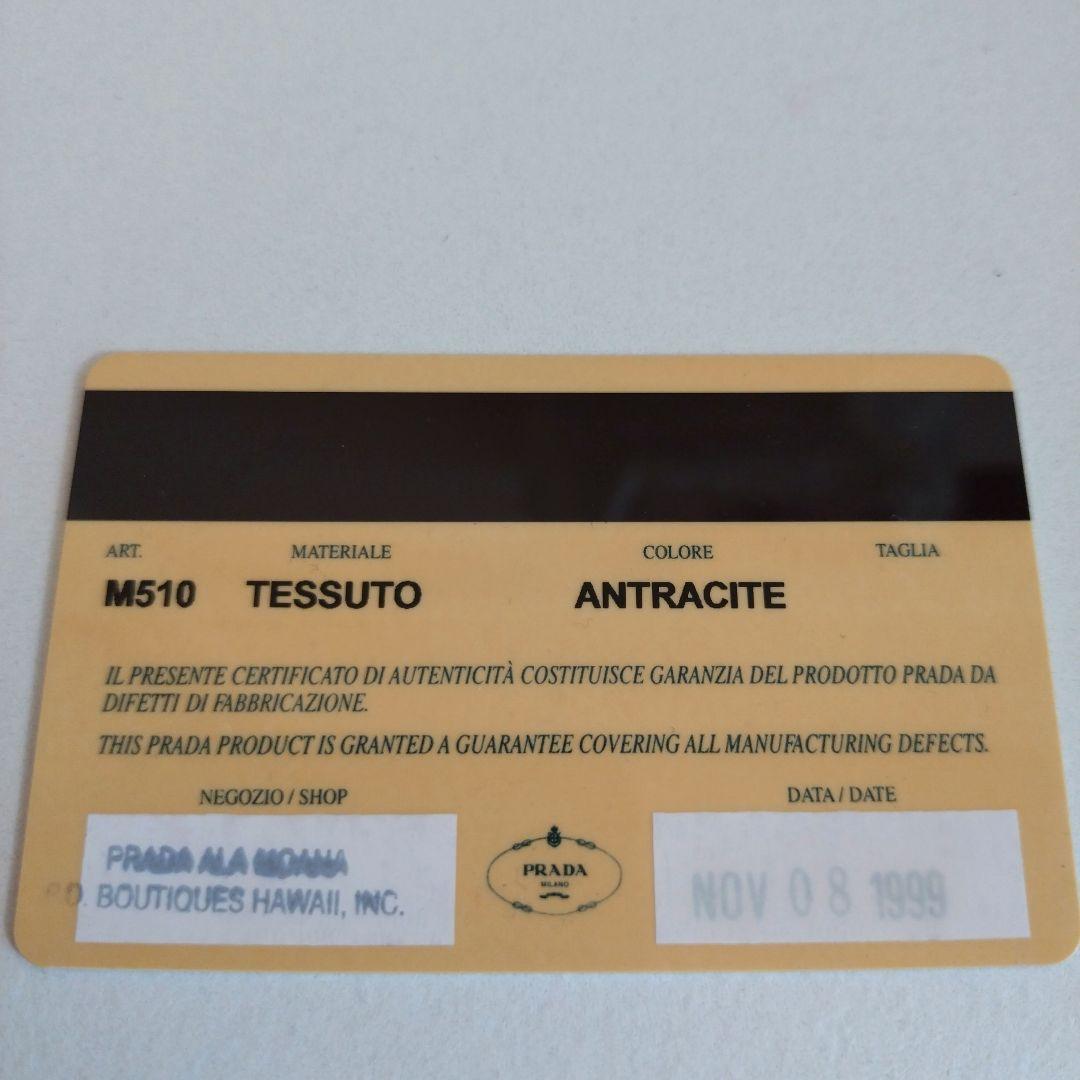 ART. MATERIALE COLORE TAGLIA
M510 TESSUTO ANTRACITE
IL PRESENTE CERTIFICATO DI AUTENTICITÀ COSTITUISCE GARANZIA DEL PRODOTTO PRADA DA
DIFETTI DI FABBRICAZIONE.
THIS PRADA PRODUCT IS GRANTED A GUARANTEE COVERING ALL MANUFACTURING DEFECTS.
NEGOZIO / SHOP
PRADA ALA MOANA
BOUTIQUES HAWAII, INC.
PRADA
MILANO
DATA / DATE
NOV 08 1999